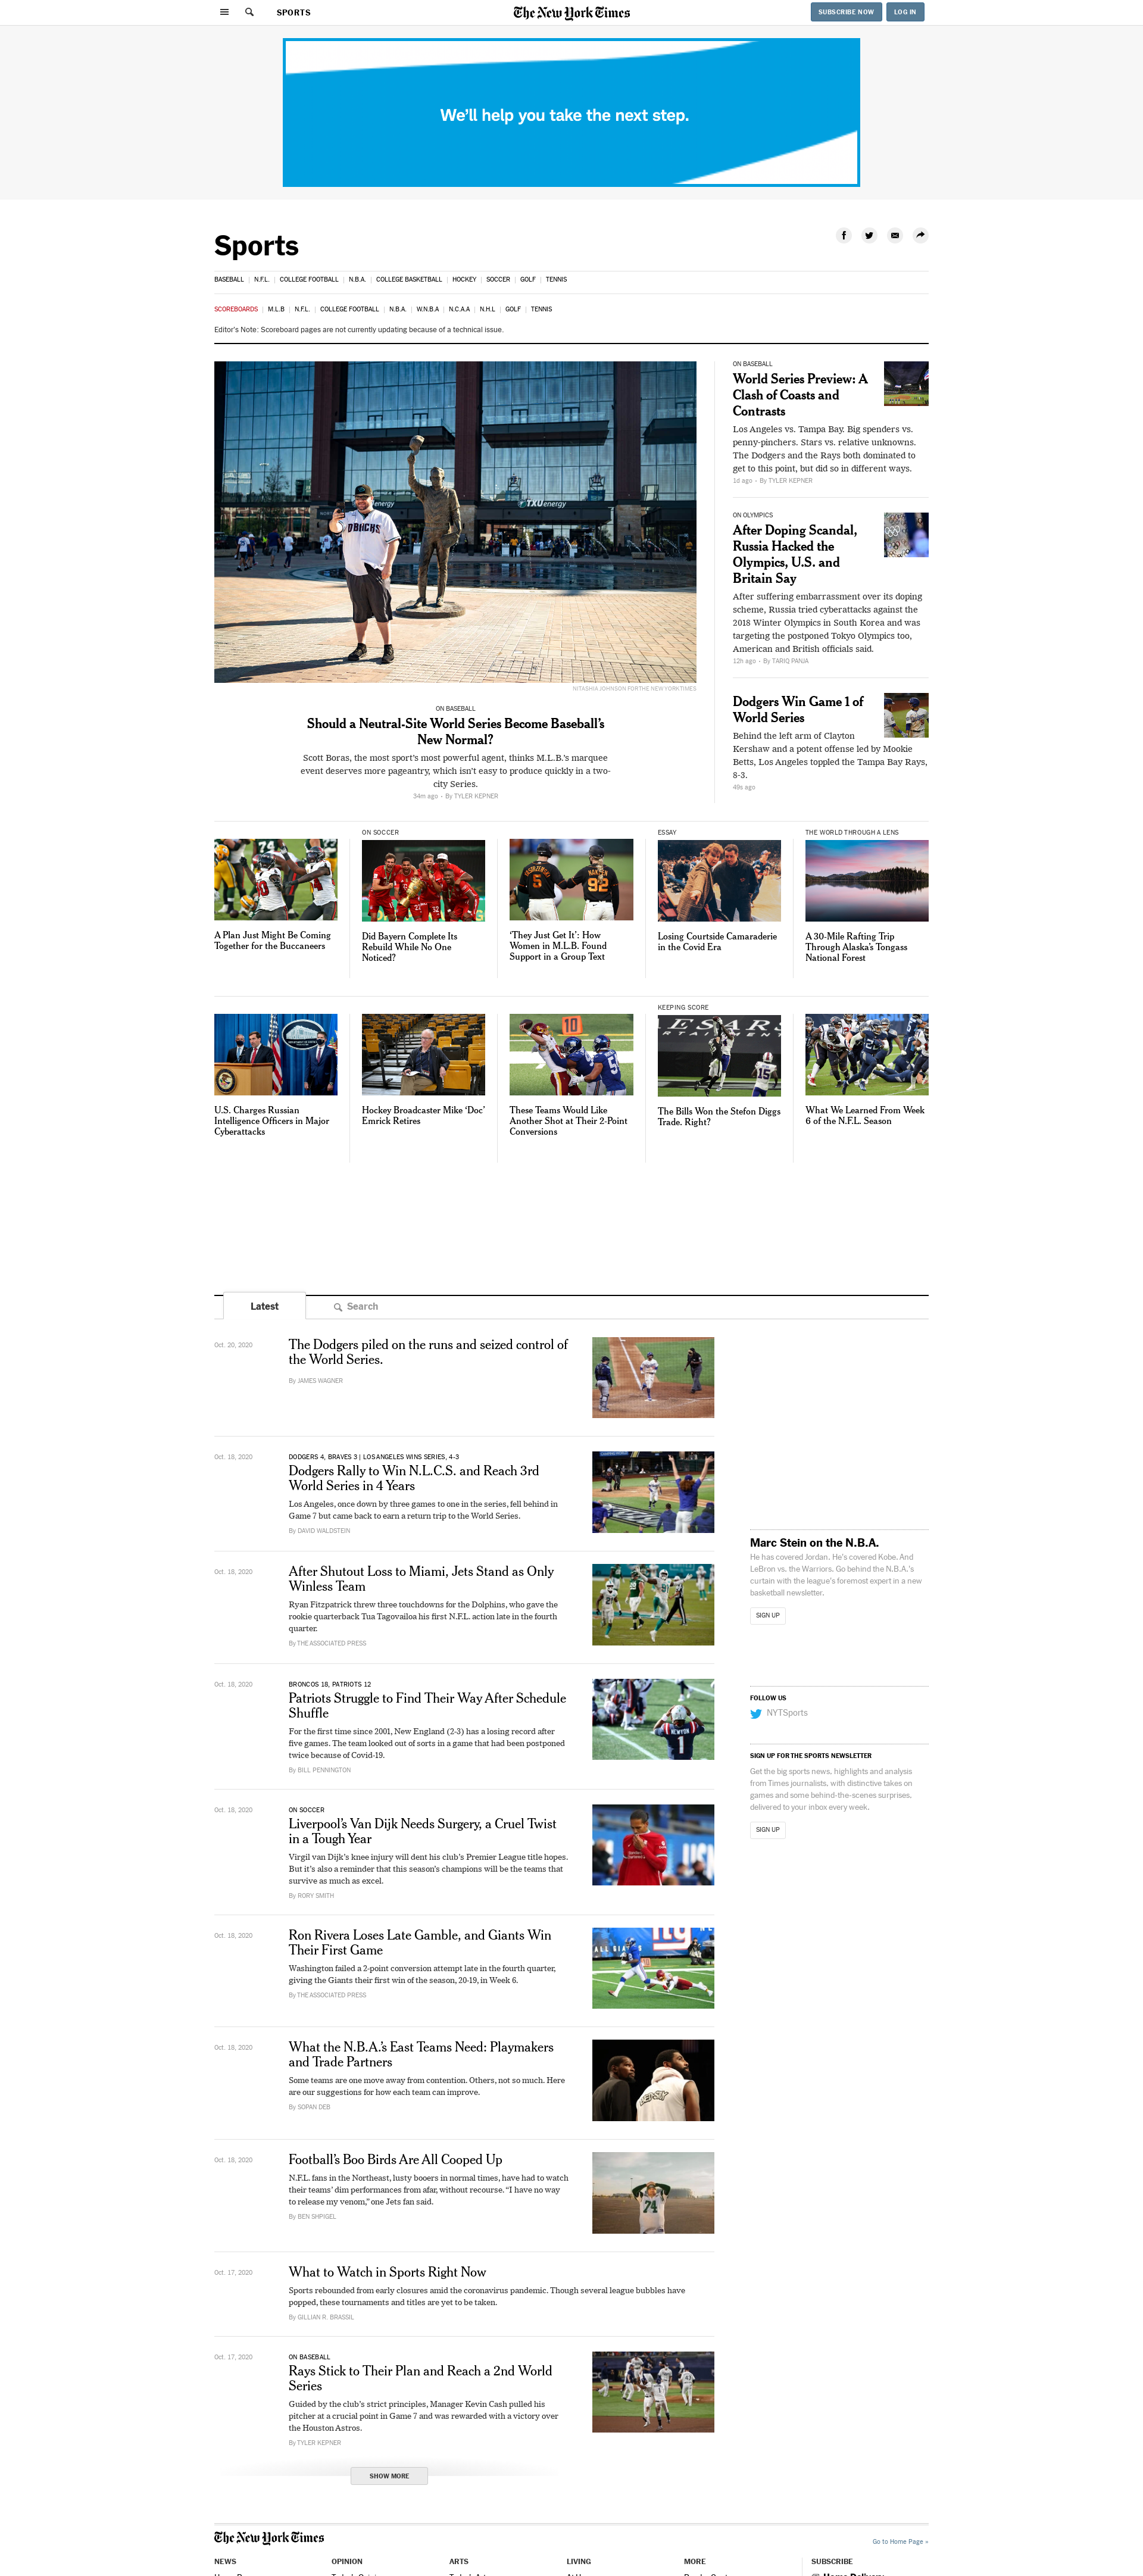 SPORTS
The New York Times
SUBSCRIBE NOW
LOG IN
We'll help you take the next step.
Sports
BASEBALL | N.F.L. | COLLEGE FOOTBALL | N.B.A. | COLLEGE BASKETBALL | HOCKEY | SOCCER | GOLF | TENNIS
SCOREBOARDS | M.L.B | N.F.L. | COLLEGE FOOTBALL | N.B.A. | W.N.B.A | N.C.A.A | N.H.L | GOLF | TENNIS
Editor's Note: Scoreboard pages are not currently updating because of a technical issue.
TXUenergy
NITASHIA JOHNSON FOR THE NEW YORK TIMES
ON BASEBALL
Should a Neutral-Site World Series Become Baseball's
New Normal?
Scott Boras, the most sport's most powerful agent, thinks M.L.B.'s marquee
event deserves more pageantry, which isn't easy to produce quickly in a two-
city Series.
34m ago • By TYLER KEPNER
ON BASEBALL
World Series Preview: A
Clash of Coasts and
Contrasts
Los Angeles vs. Tampa Bay. Big spenders vs.
penny-pinchers. Stars vs. relative unknowns.
The Dodgers and the Rays both dominated to
get to this point, but did so in different ways.
1d ago • By TYLER KEPNER
ON OLYMPICS
After Doping Scandal,
Russia Hacked the
Olympics, U.S. and
Britain Say
After suffering embarrassment over its doping
scheme, Russia tried cyberattacks against the
2018 Winter Olympics in South Korea and was
targeting the postponed Tokyo Olympics too,
American and British officials said.
12h ago • By TARIQ PANJA
Dodgers Win Game 1 of
World Series
Behind the left arm of Clayton
Kershaw and a potent offense led by Mookie
Betts, Los Angeles toppled the Tampa Bay Rays,
8-3.
49s ago
A Plan Just Might Be Coming
Together for the Buccaneers
ON SOCCER
Did Bayern Complete Its
Rebuild While No One
Noticed?
‘They Just Get It’: How
Women in M.L.B. Found
Support in a Group Text
ESSAY
Losing Courtside Camaraderie
in the Covid Era
THE WORLD THROUGH A LENS
A 30-Mile Rafting Trip
Through Alaska's Tongass
National Forest
U.S. Charges Russian
Intelligence Officers in Major
Cyberattacks
Hockey Broadcaster Mike ‘Doc’
Emrick Retires
These Teams Would Like
Another Shot at Their 2-Point
Conversions
KEEPING SCORE
The Bills Won the Stefon Diggs
Trade. Right?
What We Learned From Week
6 of the N.F.L. Season
Latest
Search
Oct. 20, 2020
The Dodgers piled on the runs and seized control of
the World Series.
By JAMES WAGNER
Oct. 18, 2020
DODGERS 4, BRAVES 3 | LOS ANGELES WINS SERIES, 4-3
Dodgers Rally to Win N.L.C.S. and Reach 3rd
World Series in 4 Years
Los Angeles, once down by three games to one in the series, fell behind in
Game 7 but came back to earn a return trip to the World Series.
By DAVID WALDSTEIN
Oct. 18, 2020
After Shutout Loss to Miami, Jets Stand as Only
Winless Team
Ryan Fitzpatrick threw three touchdowns for the Dolphins, who gave the
rookie quarterback Tua Tagovailoa his first N.F.L. action late in the fourth
quarter.
By THE ASSOCIATED PRESS
Oct. 18, 2020
BRONCOS 18, PATRIOTS 12
Patriots Struggle to Find Their Way After Schedule
Shuffle
For the first time since 2001, New England (2-3) has a losing record after
five games. The team looked out of sorts in a game that had been postponed
twice because of Covid-19.
By BILL PENNINGTON
Oct. 18, 2020
ON SOCCER
Liverpool's Van Dijk Needs Surgery, a Cruel Twist
in a Tough Year
Virgil van Dijk's knee injury will dent his club's Premier League title hopes.
But it's also a reminder that this season's champions will be the teams that
survive as much as excel.
By RORY SMITH
Oct. 18, 2020
Ron Rivera Loses Late Gamble, and Giants Win
Their First Game
Washington failed a 2-point conversion attempt late in the fourth quarter,
giving the Giants their first win of the season, 20-19, in Week 6.
By THE ASSOCIATED PRESS
Oct. 18, 2020
What the N.B.A.'s East Teams Need: Playmakers
and Trade Partners
Some teams are one move away from contention. Others, not so much. Here
are our suggestions for how each team can improve.
By SOPAN DEB
Oct. 18, 2020
Football's Boo Birds Are All Cooped Up
N.F.L. fans in the Northeast, lusty booers in normal times, have had to watch
their teams' dim performances from afar, without recourse. “I have no way
to release my venom,” one Jets fan said.
By BEN SHPIGEL
Oct. 17, 2020
What to Watch in Sports Right Now
Sports rebounded from early closures amid the coronavirus pandemic. Though several league bubbles have
popped, these tournaments and titles are yet to be taken.
By GILLIAN R. BRASSIL
Oct. 17, 2020
ON BASEBALL
Rays Stick to Their Plan and Reach a 2nd World
Series
Guided by the club's strict principles, Manager Kevin Cash pulled his
pitcher at a crucial point in Game 7 and was rewarded with a victory over
the Houston Astros.
By TYLER KEPNER
SHOW MORE
Marc Stein on the N.B.A.
He has covered Jordan. He's covered Kobe. And
LeBron vs. the Warriors. Go behind the N.B.A.'s
curtain with the league's foremost expert in a new
basketball newsletter.
SIGN UP
FOLLOW US
NYTSports
SIGN UP FOR THE SPORTS NEWSLETTER
Get the big sports news, highlights and analysis
from Times journalists, with distinctive takes on
games and some behind-the-scenes surprises,
delivered to your inbox every week.
SIGN UP
The New York Times
Go to Home Page »
NEWS
OPINION
ARTS
LIVING
MORE
SUBSCRIBE